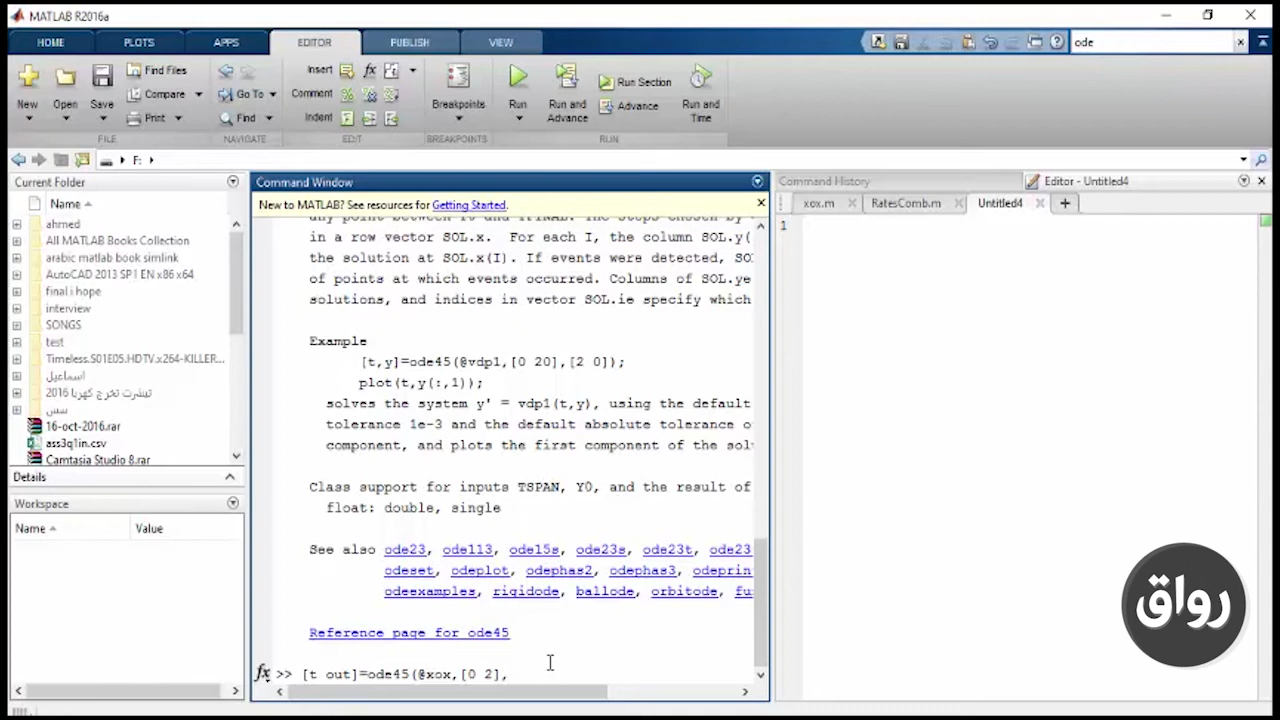 MATLAB R2016a
HOME PLOTS APPS EDITOR PUBLISH VIEW ode
New Open Save Find Files Compare Print
FILE
Go To Find
NAVIGATE
Insert fx
Comment
Indent
EDIT
Breakpoints
BREAKPOINTS
Run Run and Advance Run Section Advance Run and Time
RUN
F:
Current Folder
Name
ahmed
All MATLAB Books Collection
arabic matlab book simlink
AutoCAD 2013 SP1 EN x86 x64
final i hope
interview
SONGS
test
Timeless.S01E05.HDTV.x264-KILLER...
اسماعيل
تيشرت تخرج كهربا 2016
سس
16-oct-2016.rar
ass3q1in.csv
Camtasia Studio 8.rar
Details
Workspace
Name Value
Command Window
New to MATLAB? See resources for Getting Started.
in a row vector SOL.x. For each I, the column SOL.y(
the solution at SOL.x(I). If events were detected, SO
of points at which events occurred. Columns of SOL.ye
solutions, and indices in vector SOL.ie specify which
Example
[t,y]=ode45(@vdp1,[0 20],[2 0]);
plot(t,y(:,1));
solves the system y' = vdp1(t,y), using the default
tolerance 1e-3 and the default absolute tolerance o
component, and plots the first component of the sol
Class support for inputs TSPAN, Y0, and the result of
float: double, single
See also ode23, ode113, ode15s, ode23s, ode23t, ode23
odeset, odeplot, odephas2, odephas3, odeprin
odeexamples, rigidode, ballode, orbitode, fu
Reference page for ode45
fx >> [t out]=ode45(@xox,[0 2],
Command History
Editor - Untitled4
xox.m RatesComb.m Untitled4
1
رواق